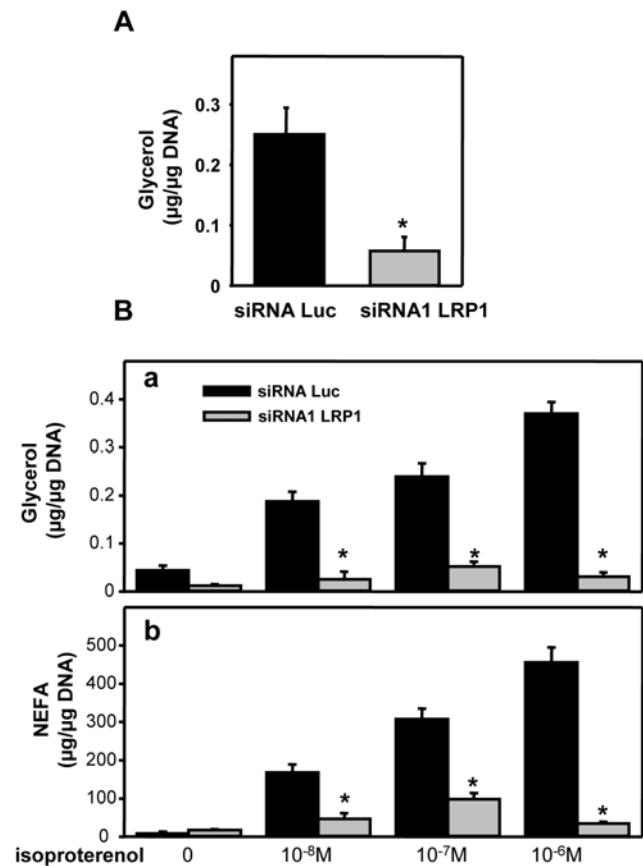 A
Glycerol
(µg/µg DNA)
0.3
0.2
0.1
0
*
siRNA Luc siRNA1 LRP1
B
a
siRNA Luc
siRNA1 LRP1
Glycerol
(µg/µg DNA)
0.4
0.3
0.2
0.1
0
* * *
b
NEFA
(µg/µg DNA)
500
400
300
200
100
0
* * *
isoproterenol 0 10⁻⁸M 10⁻⁷M 10⁻⁶M